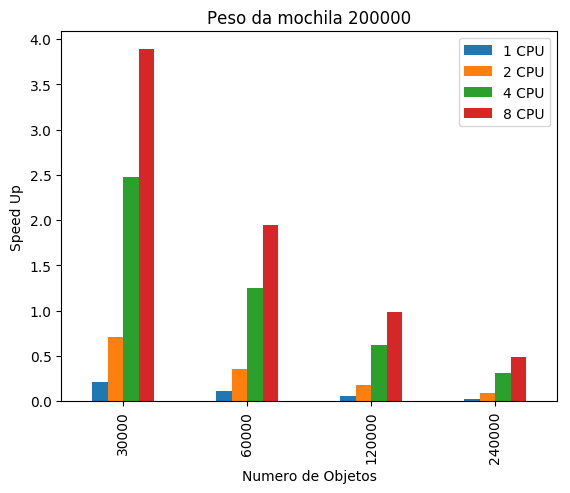 Peso da mochila 200000
1 CPU
2 CPU
4 CPU
8 CPU
Speed Up
4.0
3.5
3.0
2.5
2.0
1.5
1.0
0.5
0.0
30000
60000
120000
240000
Numero de Objetos